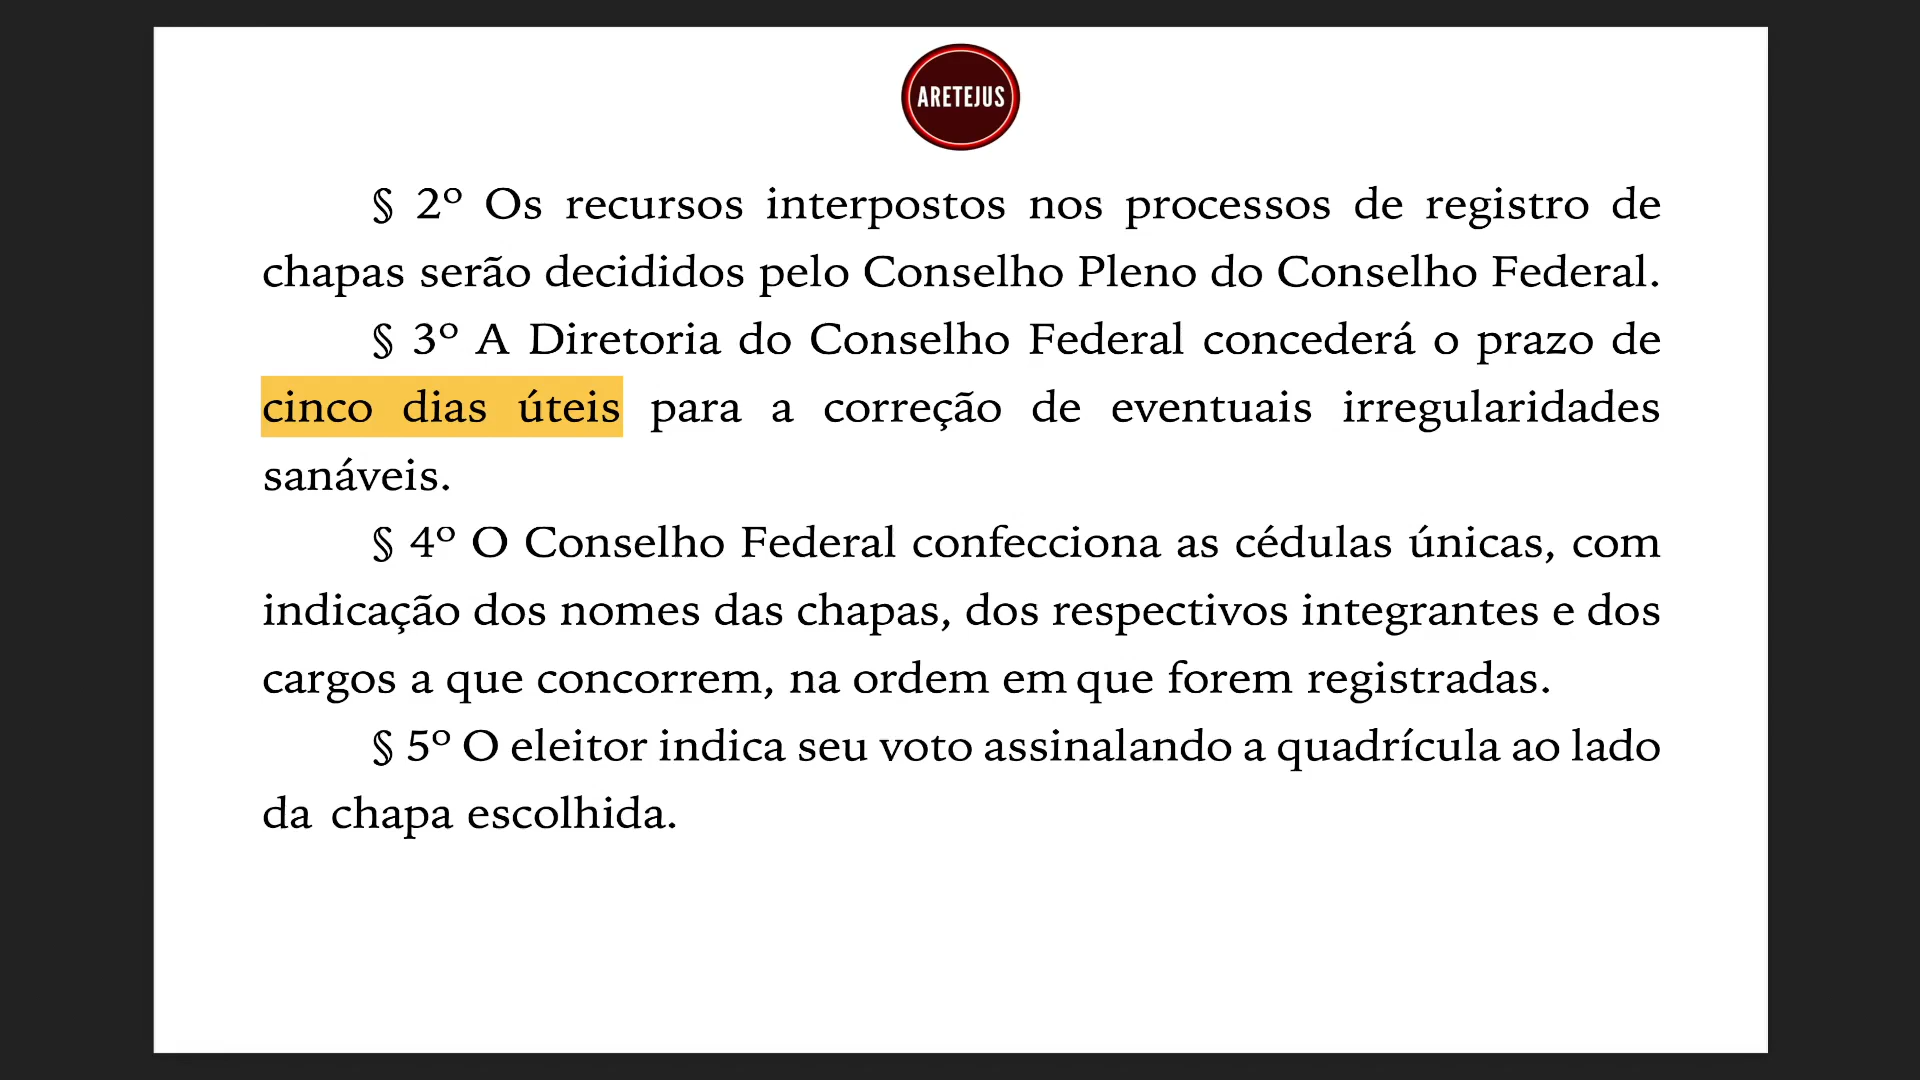 ARETEJUS
§ 2º Os recursos interpostos nos processos de registro de
chapas serão decididos pelo Conselho Pleno do Conselho Federal.
§ 3º A Diretoria do Conselho Federal concederá o prazo de
cinco dias úteis para a correção de eventuais irregularidades
sanáveis.
§ 4º O Conselho Federal confecciona as cédulas únicas, com
indicação dos nomes das chapas, dos respectivos integrantes e dos
cargos a que concorrem, na ordem em que forem registradas.
§ 5º O eleitor indica seu voto assinalando a quadrícula ao lado
da chapa escolhida.